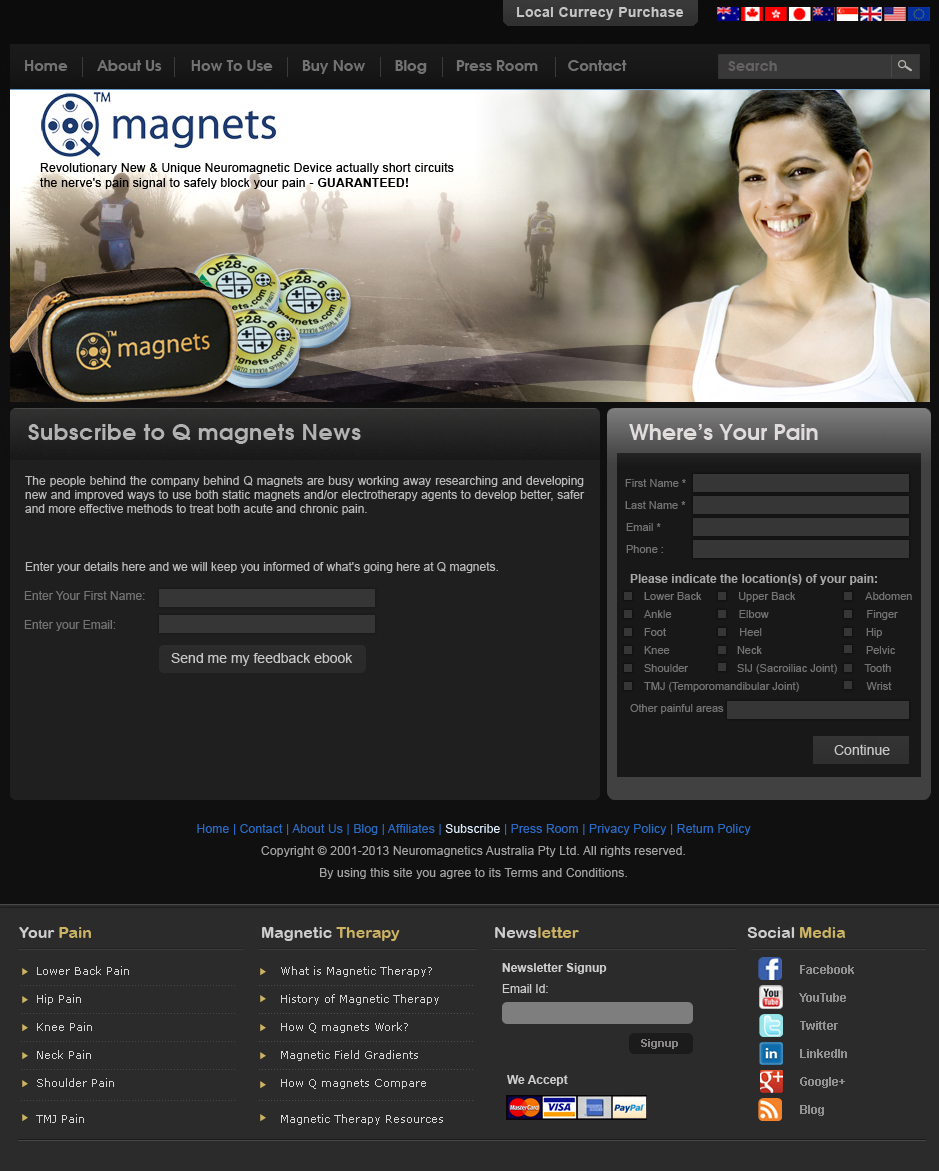 Local Currecy Purchase
Home
About Us
How To Use
Buy Now
Blog
Press Room
Contact
Search
Q magnets TM
Revolutionary New & Unique Neuromagnetic Device actually short circuits
the nerve's pain signal to safely block your pain - GUARANTEED!
QF28-6
QF28-6
F28-6
Qmagnets.com
magnets.com
magnets.com
Q magnets TM
Subscribe to Q magnets News
The people behind the company behind Q magnets are busy working away researching and developing
new and improved ways to use both static magnets and/or electrotherapy agents to develop better, safer
and more effective methods to treat both acute and chronic pain.
Enter your details here and we will keep you informed of what's going here at Q magnets.
Enter Your First Name:
Enter your Email:
Send me my feedback ebook
Where's Your Pain
First Name *
Last Name *
Email *
Phone :
Please indicate the location(s) of your pain:
Lower Back Upper Back Abdomen
Ankle Elbow Finger
Foot Heel Hip
Knee Neck Pelvic
Shoulder SIJ (Sacroiliac Joint) Tooth
TMJ (Temporomandibular Joint) Wrist
Other painful areas
Continue
Home | Contact | About Us | Blog | Affiliates | Subscribe | Press Room | Privacy Policy | Return Policy
Copyright © 2001-2013 Neuromagnetics Australia Pty Ltd. All rights reserved.
By using this site you agree to its Terms and Conditions.
Your Pain
Lower Back Pain
Hip Pain
Knee Pain
Neck Pain
Shoulder Pain
TMJ Pain
Magnetic Therapy
What is Magnetic Therapy?
History of Magnetic Therapy
How Q magnets Work?
Magnetic Field Gradients
How Q magnets Compare
Magnetic Therapy Resources
Newsletter
Newsletter Signup
Email Id:
Signup
We Accept
MasterCard VISA PayPal
Social Media
Facebook
You Tube YouTube
Twitter
in LinkedIn
Google+
Blog